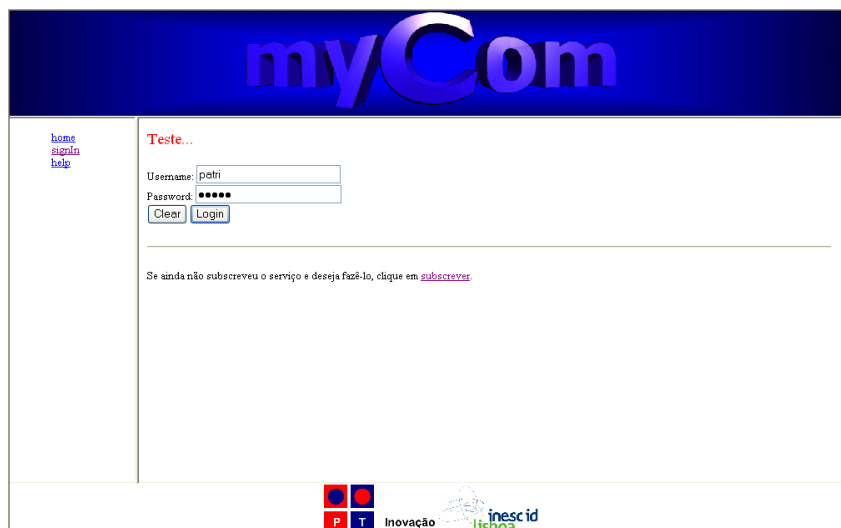 myCom
home
signIn
help
Teste...
Username: patri
Password: •••••
Clear Login
Se ainda não subscreveu o serviço e deseja fazê-lo, clique em subscrever.
P T Inovação
inesc id
lisboa